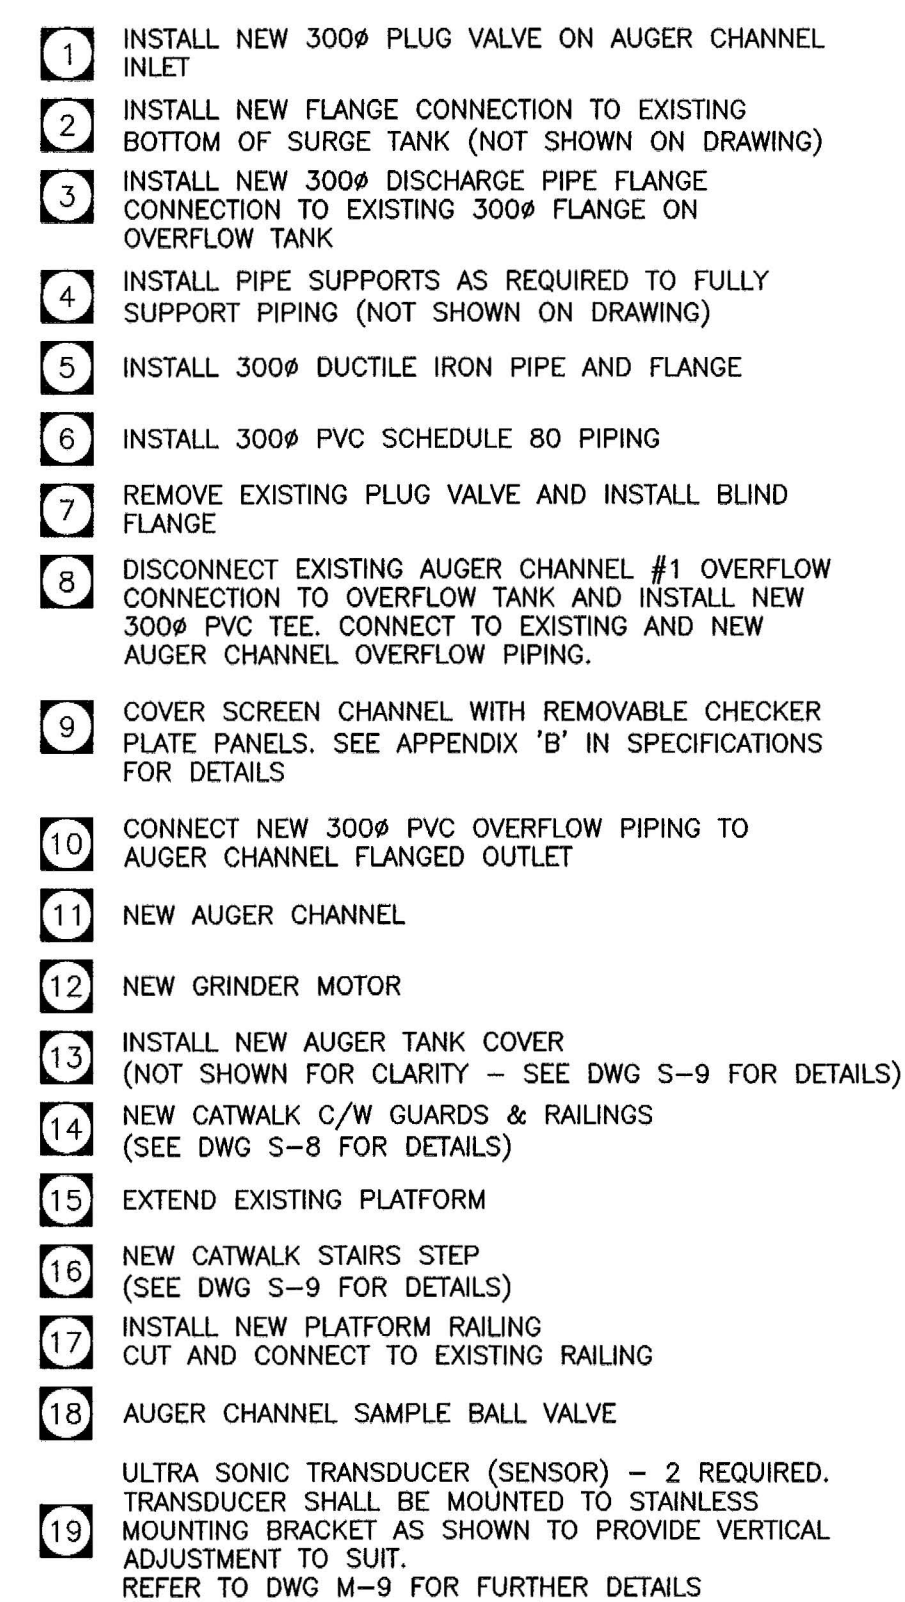 1 INSTALL NEW 300ø PLUG VALVE ON AUGER CHANNEL
INLET
2 INSTALL NEW FLANGE CONNECTION TO EXISTING
BOTTOM OF SURGE TANK (NOT SHOWN ON DRAWING)
3 INSTALL NEW 300ø DISCHARGE PIPE FLANGE
CONNECTION TO EXISTING 300ø FLANGE ON
OVERFLOW TANK
4 INSTALL PIPE SUPPORTS AS REQUIRED TO FULLY
SUPPORT PIPING (NOT SHOWN ON DRAWING)
5 INSTALL 300ø DUCTILE IRON PIPE AND FLANGE
6 INSTALL 300ø PVC SCHEDULE 80 PIPING
7 REMOVE EXISTING PLUG VALVE AND INSTALL BLIND
FLANGE
8 DISCONNECT EXISTING AUGER CHANNEL #1 OVERFLOW
CONNECTION TO OVERFLOW TANK AND INSTALL NEW
300ø PVC TEE. CONNECT TO EXISTING AND NEW
AUGER CHANNEL OVERFLOW PIPING.
9 COVER SCREEN CHANNEL WITH REMOVABLE CHECKER
PLATE PANELS. SEE APPENDIX 'B' IN SPECIFICATIONS
FOR DETAILS
10 CONNECT NEW 300ø PVC OVERFLOW PIPING TO
AUGER CHANNEL FLANGED OUTLET
11 NEW AUGER CHANNEL
12 NEW GRINDER MOTOR
13 INSTALL NEW AUGER TANK COVER
(NOT SHOWN FOR CLARITY – SEE DWG S–9 FOR DETAILS)
14 NEW CATWALK C/W GUARDS & RAILINGS
(SEE DWG S–8 FOR DETAILS)
15 EXTEND EXISTING PLATFORM
16 NEW CATWALK STAIRS STEP
(SEE DWG S–9 FOR DETAILS)
17 INSTALL NEW PLATFORM RAILING
CUT AND CONNECT TO EXISTING RAILING
18 AUGER CHANNEL SAMPLE BALL VALVE
ULTRA SONIC TRANSDUCER (SENSOR) – 2 REQUIRED.
TRANSDUCER SHALL BE MOUNTED TO STAINLESS
19 MOUNTING BRACKET AS SHOWN TO PROVIDE VERTICAL
ADJUSTMENT TO SUIT.
REFER TO DWG M–9 FOR FURTHER DETAILS